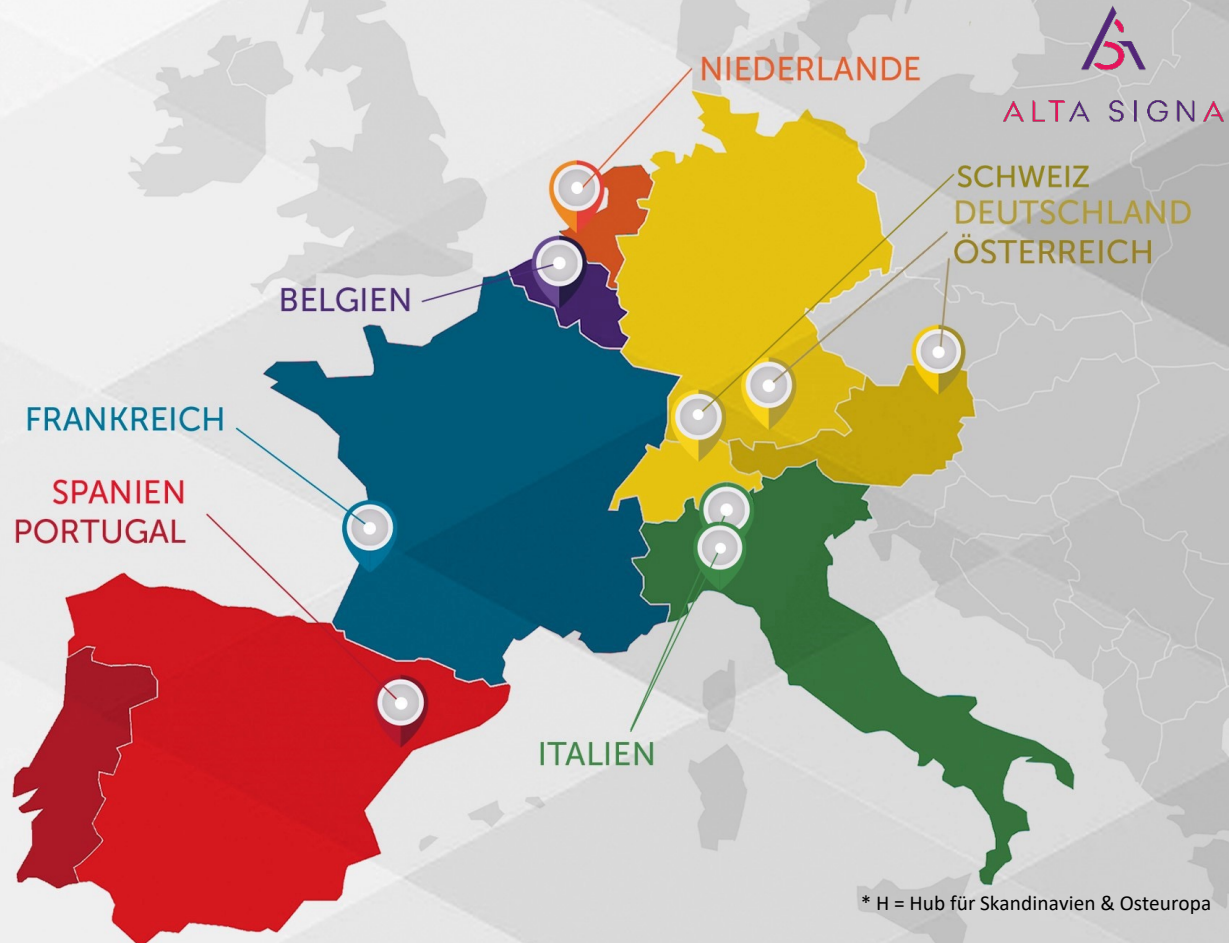 ALTA SIGNA
NIEDERLANDE
SCHWEIZ
DEUTSCHLAND
ÖSTERREICH
BELGIEN
FRANKREICH
SPANIEN
PORTUGAL
ITALIEN
* H = Hub für Skandinavien & Osteuropa